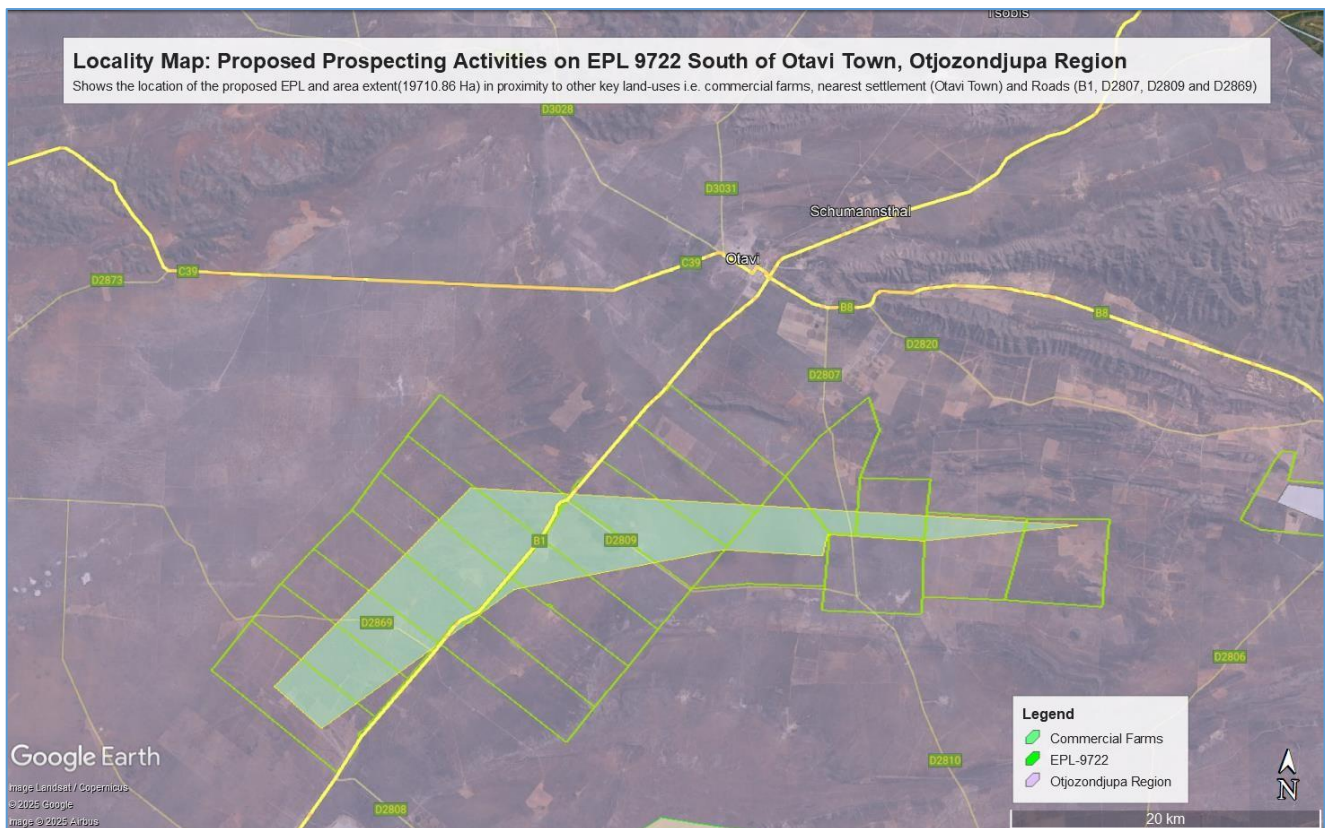 Tsobis
Locality Map: Proposed Prospecting Activities on EPL 9722 South of Otavi Town, Otjozondjupa Region
Shows the location of the proposed EPL and area extent(19710.86 Ha) in proximity to other key land-uses i.e. commercial farms, nearest settlement (Otavi Town) and Roads (B1, D2807, D2809 and D2869)
D3028
D3031
Schumannsthal
C39
Otavi
C39
D2873
B8
B8
D2820
D2807
B1
D2809
D2869
D2806
Legend
Commercial Farms
EPL-9722
Otjozondjupa Region
Google Earth
D2810
Image Landsat / Copernicus
© 2025 Google
Image © 2025 Airbus
D2808
N
20 km